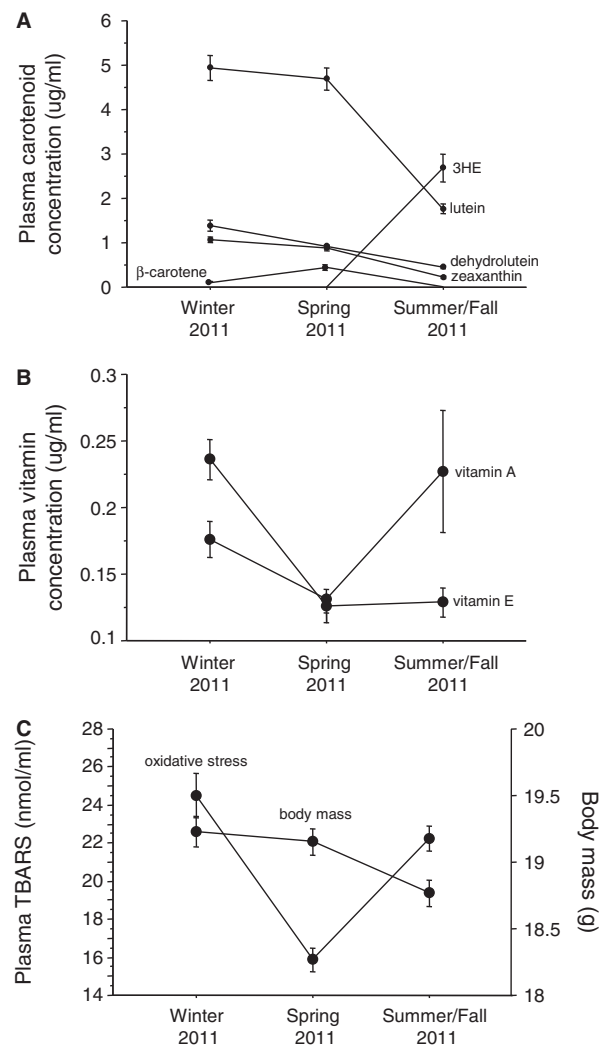 A
Plasma carotenoid
concentration (ug/ml)
6
5
4
3
2
1
0
3HE
lutein
dehydrolutein
zeaxanthin
β-carotene
Winter
2011
Spring
2011
Summer/Fall
2011
B
Plasma vitamin
concentration (ug/ml)
0.3
0.25
0.2
0.15
0.1
vitamin A
vitamin E
Winter
2011
Spring
2011
Summer/Fall
2011
C
Plasma TBARS (nmol/ml)
28
26
24
22
20
18
16
14
oxidative stress
body mass
20
19.5
19
18.5
18
Body mass (g)
Winter
2011
Spring
2011
Summer/Fall
2011